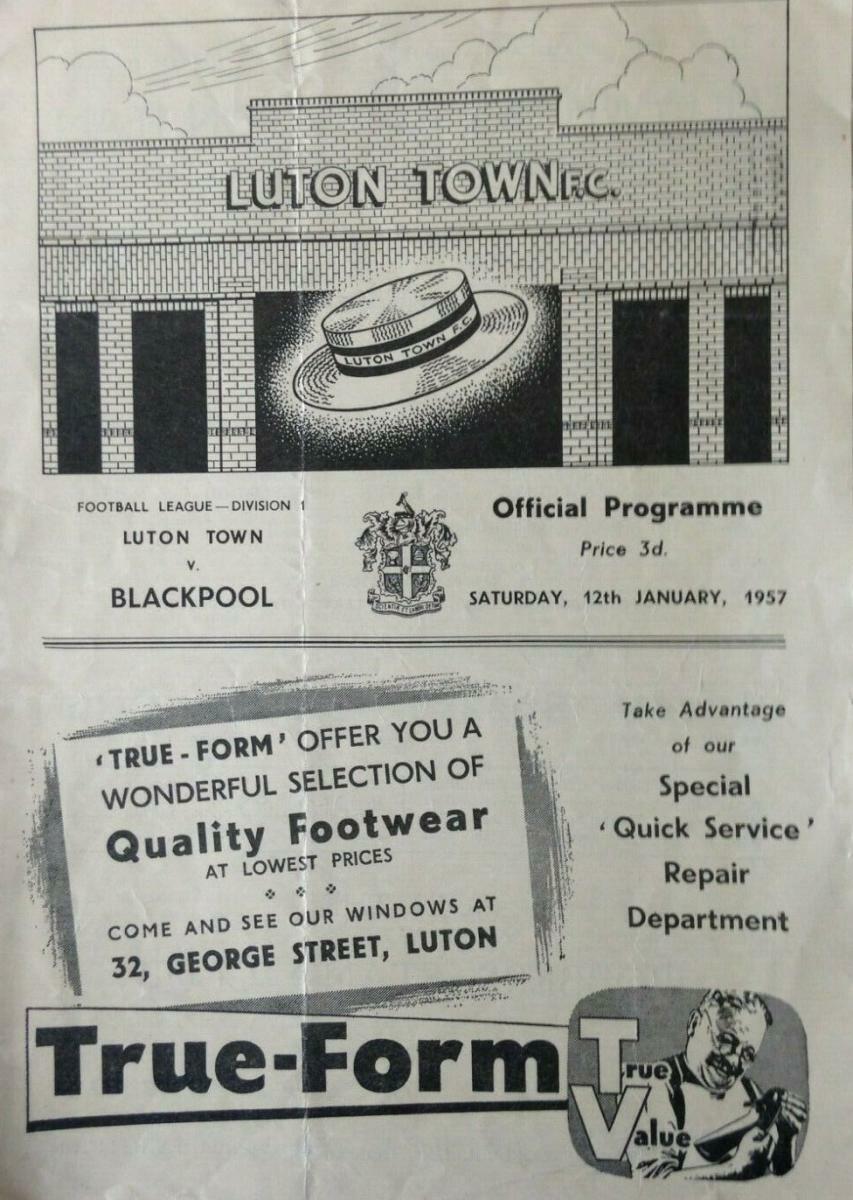 LUTON TOWN F.C.
LUTON TOWN F.C.
FOOTBALL LEAGUE — DIVISION 1
LUTON TOWN
v.
BLACKPOOL
Official Programme
Price 3d.
SATURDAY, 12th JANUARY, 1957
‘TRUE-FORM’ OFFER YOU A
WONDERFUL SELECTION OF
Quality Footwear
AT LOWEST PRICES
COME AND SEE OUR WINDOWS AT
32, GEORGE STREET, LUTON
Take Advantage
of our
Special
‘Quick Service’
Repair
Department
True-Form
True
Value